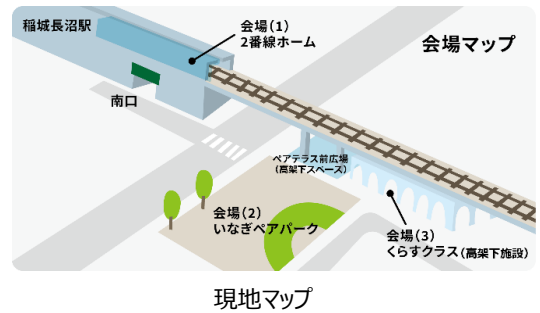 稲城長沼駅
会場(1)
2番線ホーム
会場マップ
南口
ペアテラス前広場
(高架下スペース)
会場(2)
いなぎペアパーク
会場(3)
くらすクラス(高架下施設)
現地マップ